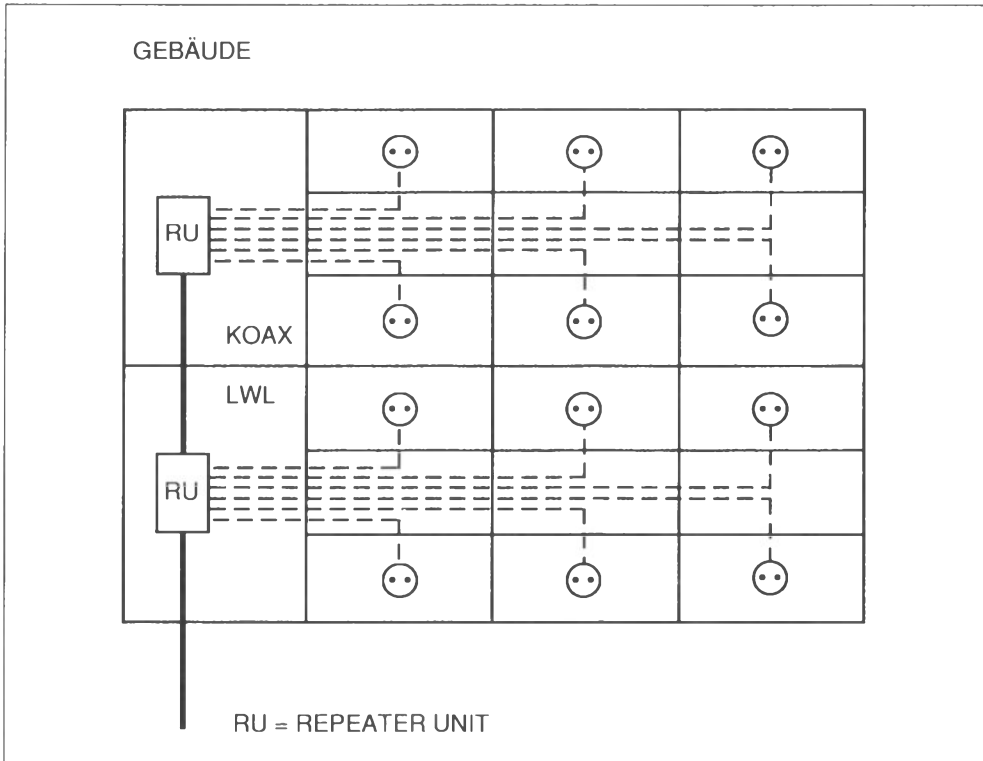 GEBÄUDE
RU
KOAX
LWL
RU
RU = REPEATER UNIT